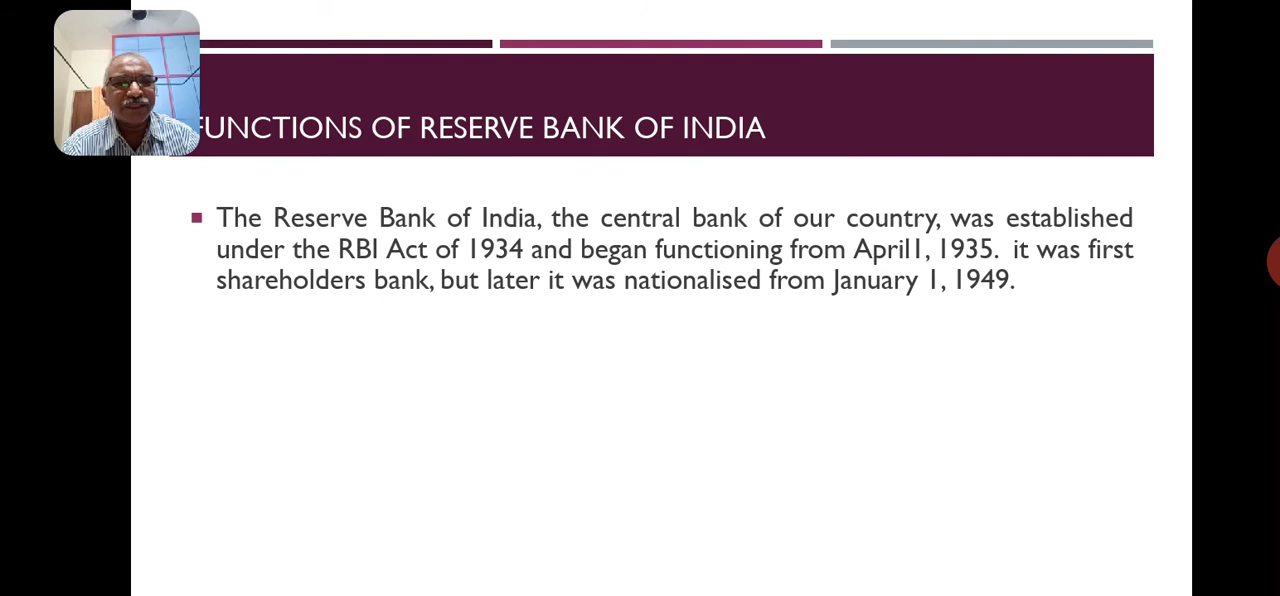 FUNCTIONS OF RESERVE BANK OF INDIA
The Reserve Bank of India, the central bank of our country, was established
under the RBI Act of 1934 and began functioning from April1, 1935.  it was first
shareholders bank, but later it was nationalised from January 1, 1949.